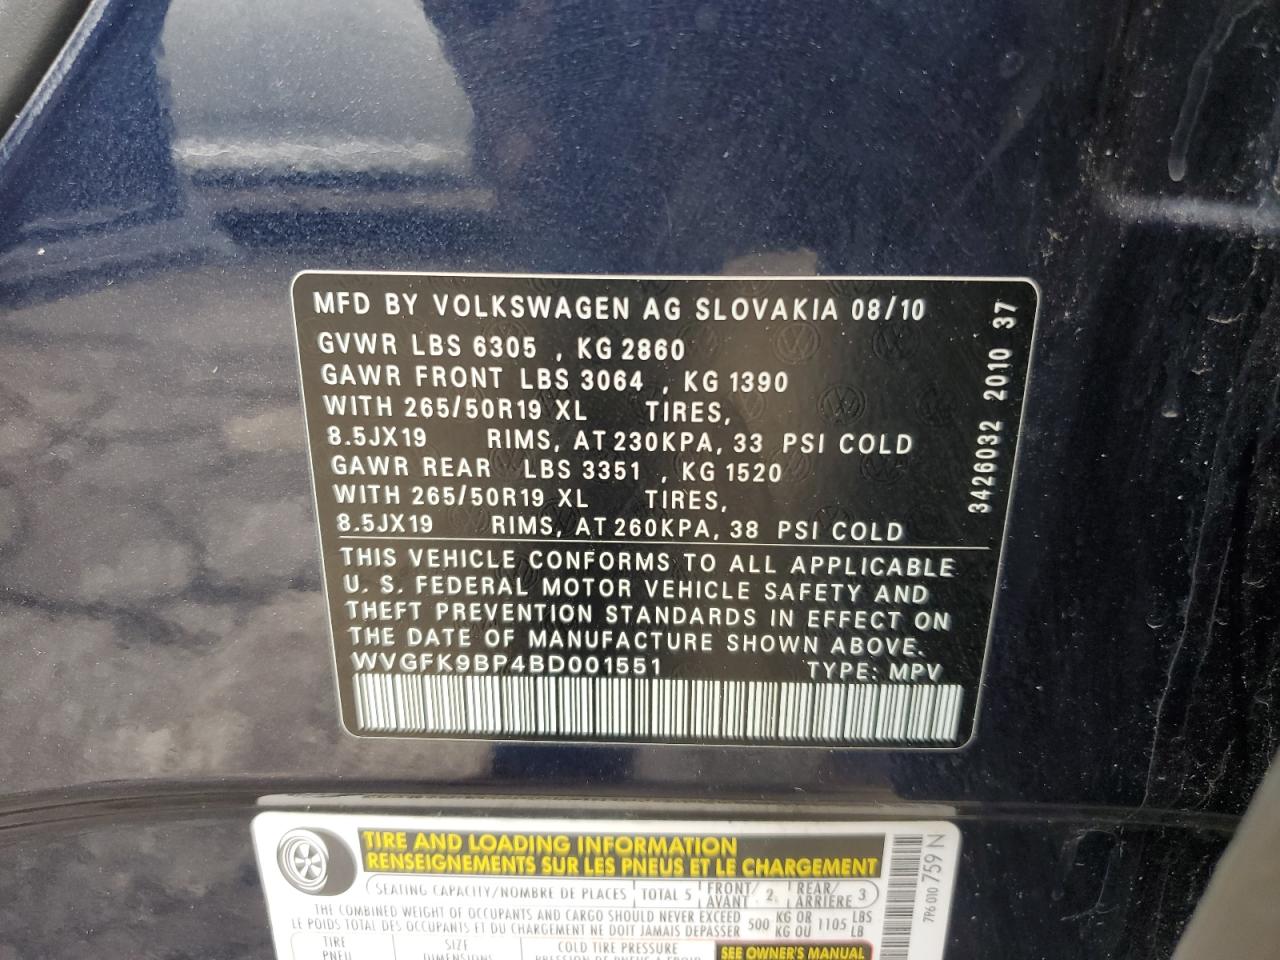 MFD BY VOLKSWAGEN AG SLOVAKIA 08/10
GVWR LBS 6305 , KG 2860
GAWR FRONT LBS 3064 , KG 1390
WITH 265/50R19 XL TIRES,
8.5JX19 RIMS, AT 230KPA, 33 PSI COLD
GAWR REAR LBS 3351 , KG 1520
WITH 265/50R19 XL TIRES,
8.5JX19 RIMS, AT 260KPA, 38 PSI COLD
THIS VEHICLE CONFORMS TO ALL APPLICABLE
U. S. FEDERAL MOTOR VEHICLE SAFETY AND
THEFT PREVENTION STANDARDS IN EFFECT ON
THE DATE OF MANUFACTURE SHOWN ABOVE.
WVGFK9BP4BD001551 TYPE: MPV
3426032 2010 37
TIRE AND LOADING INFORMATION
RENSEIGNEMENTS SUR LES PNEUS ET LE CHARGEMENT
SEATING CAPACITY/NOMBRE DE PLACES TOTAL 5 FRONT/AVANT 2 REAR/ARRIÈRE 3
THE COMBINED WEIGHT OF OCCUPANTS AND CARGO SHOULD NEVER EXCEED 500 KG OR 1105 LBS
LE POIDS TOTAL DES OCCUPANTS ET DU CHARGEMENT NE DOIT JAMAIS DEPASSER KG OU LB
TIRE SIZE COLD TIRE PRESSURE SEE OWNER'S MANUAL
PNEU DIMENSIONS PRESSION DE PNEUS A FROID
7P6 010 759 N